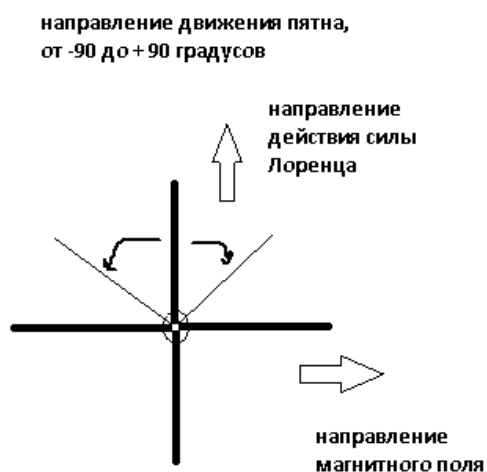 направление движения пятна,
от -90 до +90 градусов
направление
действия силы
Лоренца
направление
магнитного поля